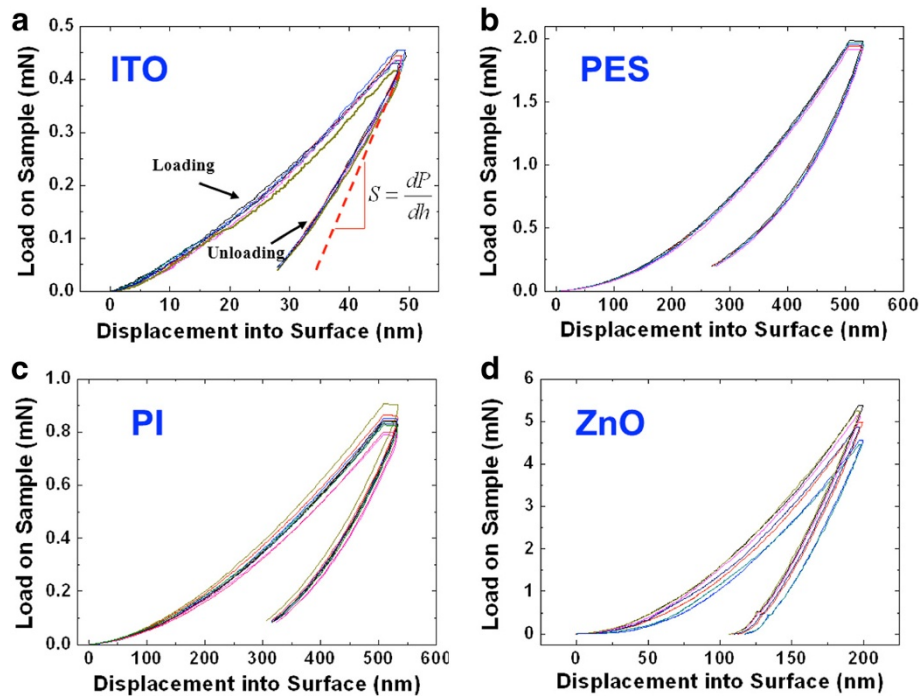 a
ITO
Load on Sample (mN)
0.5
0.4
0.3
0.2
0.1
0.0
Loading
Unloading
S = dP/dh
0 10 20 30 40 50
Displacement into Surface (nm)
b
PES
Load on Sample (mN)
2.0
1.5
1.0
0.5
0.0
0 100 200 300 400 500 600
Displacement into Surface (nm)
c
PI
Load on Sample (mN)
1.0
0.8
0.6
0.4
0.2
0.0
0 100 200 300 400 500 600
Displacement into Surface (nm)
d
ZnO
Load on Sample (mN)
6
5
4
3
2
1
0
0 50 100 150 200
Displacement into Surface (nm)